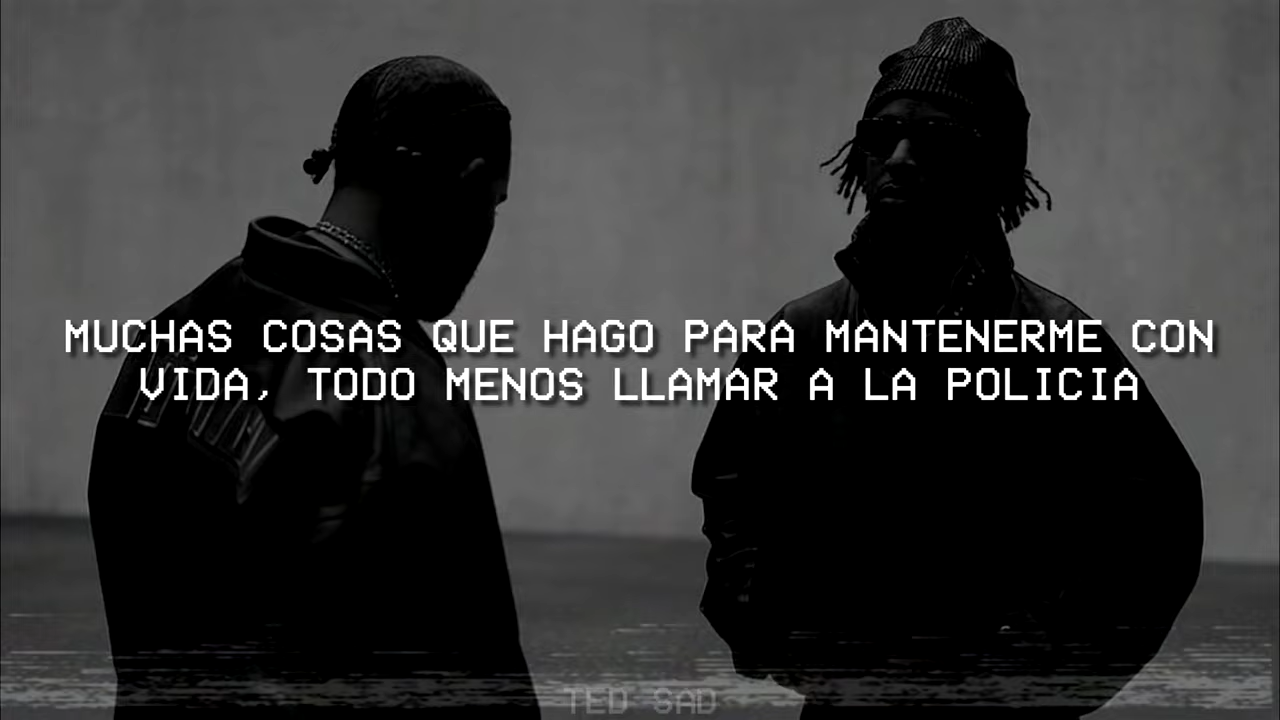 MUCHAS COSAS QUE HAGO PARA MANTENERME CON
VIDA, TODO MENOS LLAMAR A LA POLICIA
TED SAD